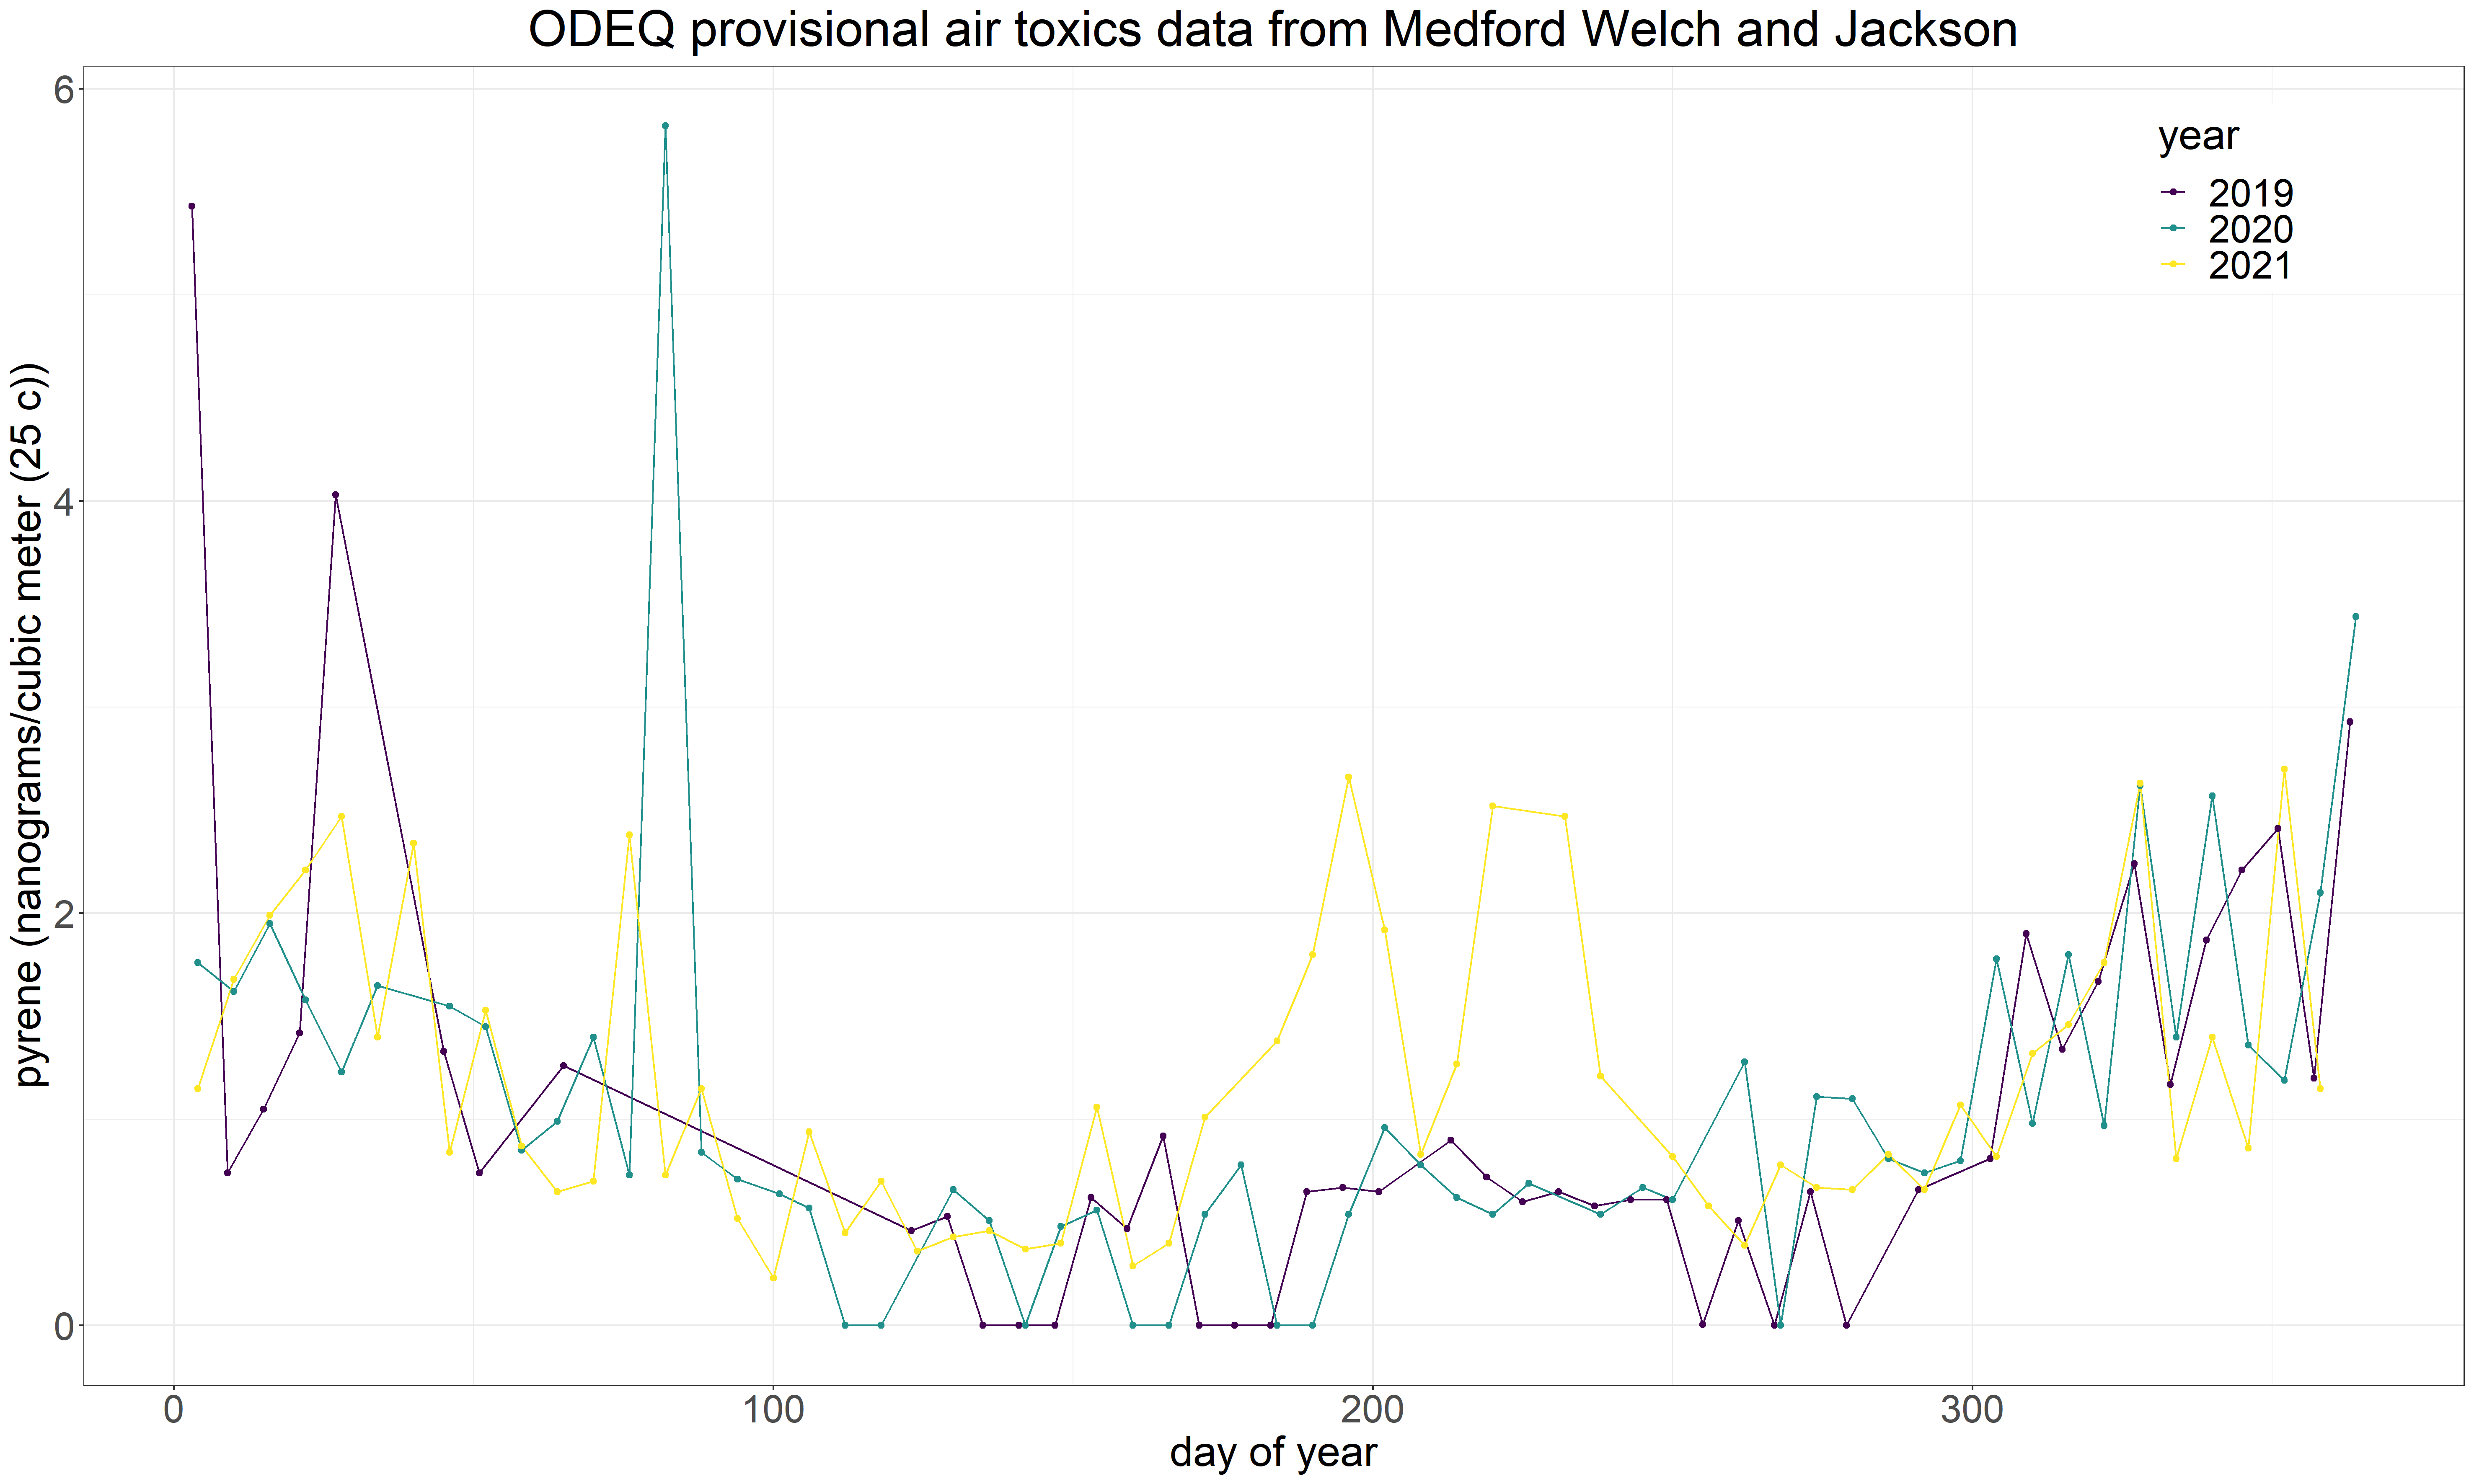 ODEQ provisional air toxics data from Medford Welch and Jackson
pyrene (nanograms/cubic meter (25 c))
6
4
2
0
year
2019
2020
2021
0
100
200
300
day of year